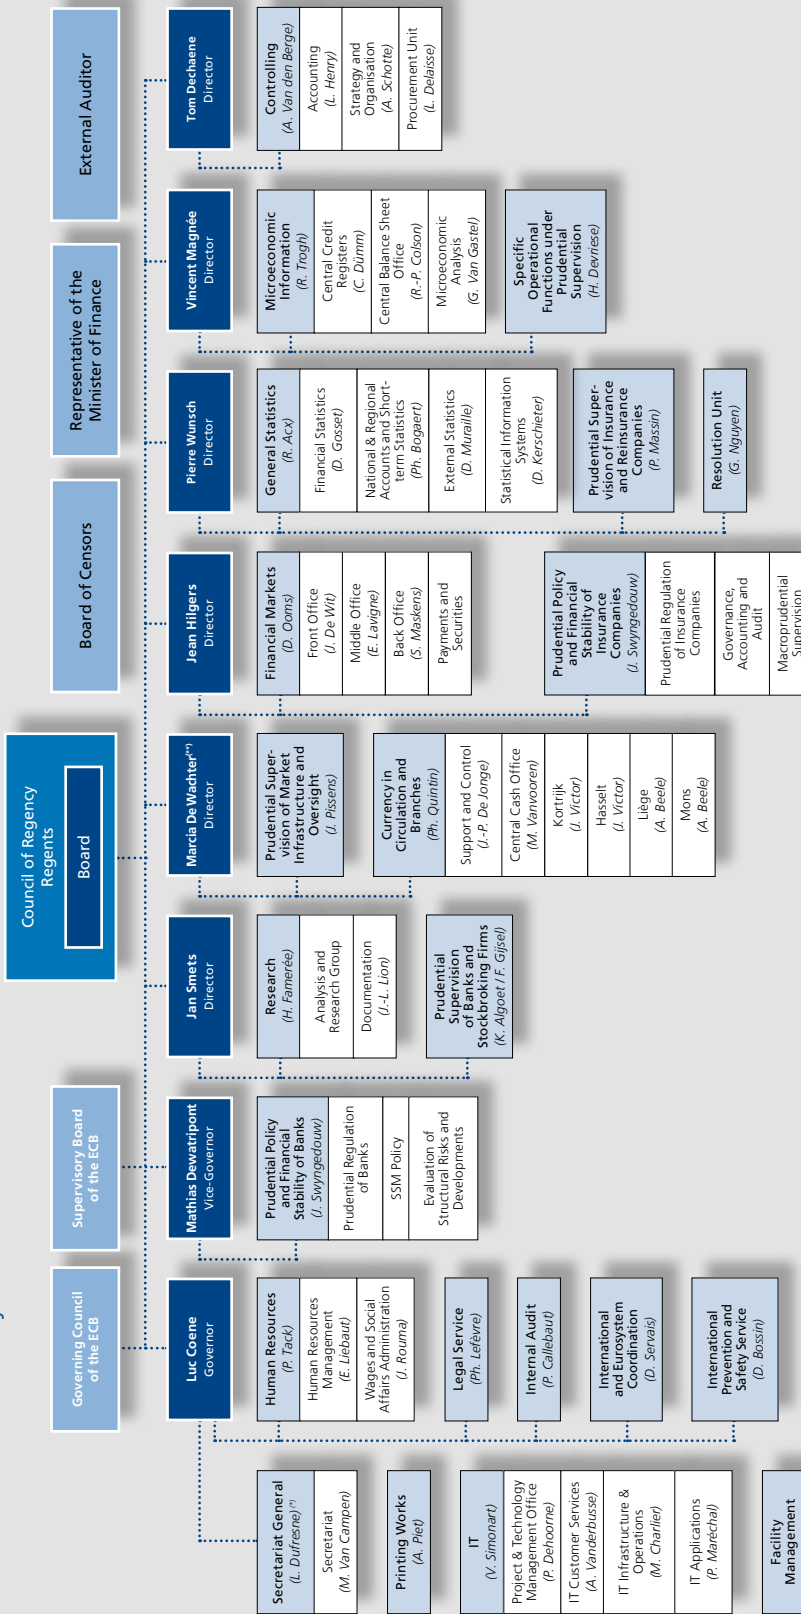 Council of Regency
Regents
Board
Governing Council
of the ECB
Supervisory Board
of the ECB
Board of Censors
Representative of the
Minister of Finance
External Auditor
Luc Coene
Governor
Mathias Dewatripont
Vice-Governor
Jan Smets
Director
Marcia De Wachter(**)
Director
Jean Hilgers
Director
Pierre Wunsch
Director
Vincent Magnée
Director
Tom Dechaene
Director
Secretariat General
(L. Dufresne) (*)
Secretariat
(M. Van Campen)
Printing Works
(A. Piet)
IT
(V. Simonart)
Project & Technology
Management Office
(P. Dehoorne)
IT Customer Services
(A. Vanderbusse)
IT Infrastructure &
Operations
(M. Charlier)
IT Applications
(P. Maréchal)
Facility
Management
Human Resources
(P. Tack)
Human Resources
Management
(E. Liebaut)
Wages and Social
Affairs Administration
(J. Rouma)
Legal Service
(Ph. Lefèvre)
Internal Audit
(P. Callebaut)
International
and Eurosystem
Coordination
(D. Servais)
International
Prevention and
Safety Service
(D. Bossin)
Prudential Policy
and Financial
Stability of Banks
(J. Swyngedouw)
Prudential Regulation
of Banks
SSM Policy
Evaluation of
Structural Risks and
Developments
Research
(H. Famerée)
Analysis and
Research Group
Documentation
(J.-L. Lion)
Prudential
Supervision
of Banks and
Stockbroking Firms
(K. Algoet / F. Gijsel)
Prudential Super-
vision of Market
Infrastructure and
Oversight
(J. Pissens)
Currency in
Circulation and
Branches
(Ph. Quintin)
Support and Control
(J.-P. De Jonge)
Central Cash Office
(M. Vanvooren)
Kortrijk
(J. Victor)
Hasselt
(J. Victor)
Liège
(A. Beele)
Mons
(A. Beele)
Financial Markets
(D. Ooms)
Front Office
(J. De Wit)
Middle Office
(E. Lavigne)
Back Office
(S. Maskens)
Payments and
Securities
Prudential Policy
and Financial
Stability of
Insurance
Companies
(J. Swyngedouw)
Prudential Regulation
of Insurance
Companies
Governance,
Accounting and
Audit
Macroprudential
Supervision
General Statistics
(R. Acx)
Financial Statistics
(D. Gosset)
National & Regional
Accounts and Short-
term Statistics
(Ph. Bogaert)
External Statistics
(D. Muraille)
Statistical Information
Systems
(D. Kerschieter)
Prudential Super-
vision of Insurance
and Reinsurance
Companies
(P. Massin)
Resolution Unit
(G. Nguyen)
Microeconomic
Information
(R. Trogh)
Central Credit
Registers
(C. Dümm)
Central Balance Sheet
Office
(R.-P. Colson)
Microeconomic
Analysis
(G. Van Gastel)
Specific
Operational
Functions under
Prudential
Supervision
(H. Devriese)
Controlling
(A. Van den Berge)
Accounting
(L. Henry)
Strategy and
Organisation
(A. Schotte)
Procurement Unit
(L. Delaisse)